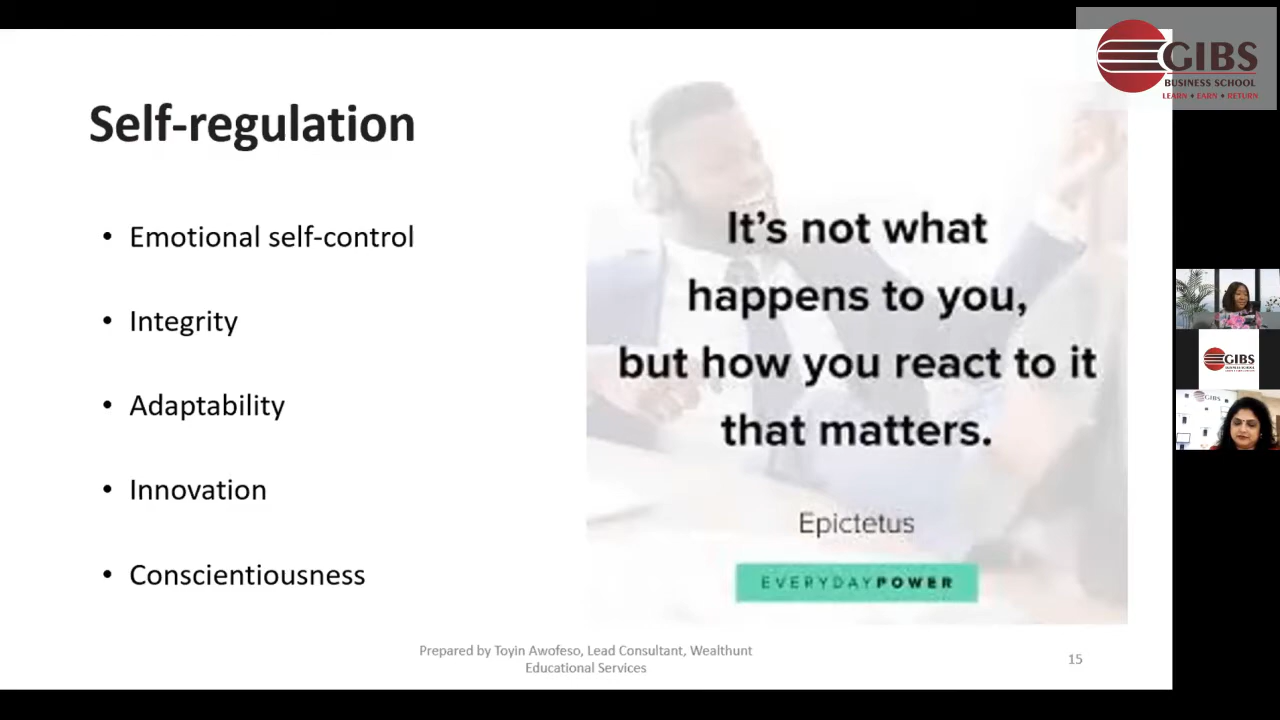 GIBS
BUSINESS SCHOOL
LEARN • EARN • RETURN
Self-regulation
• Emotional self-control
• Integrity
• Adaptability
• Innovation
• Conscientiousness
It's not what
happens to you,
but how you react to it
that matters.
Epictetus
EVERYDAYPOWER
Prepared by Toyin Awofeso, Lead Consultant, Wealthunt
Educational Services
15
GIBS
GIBS